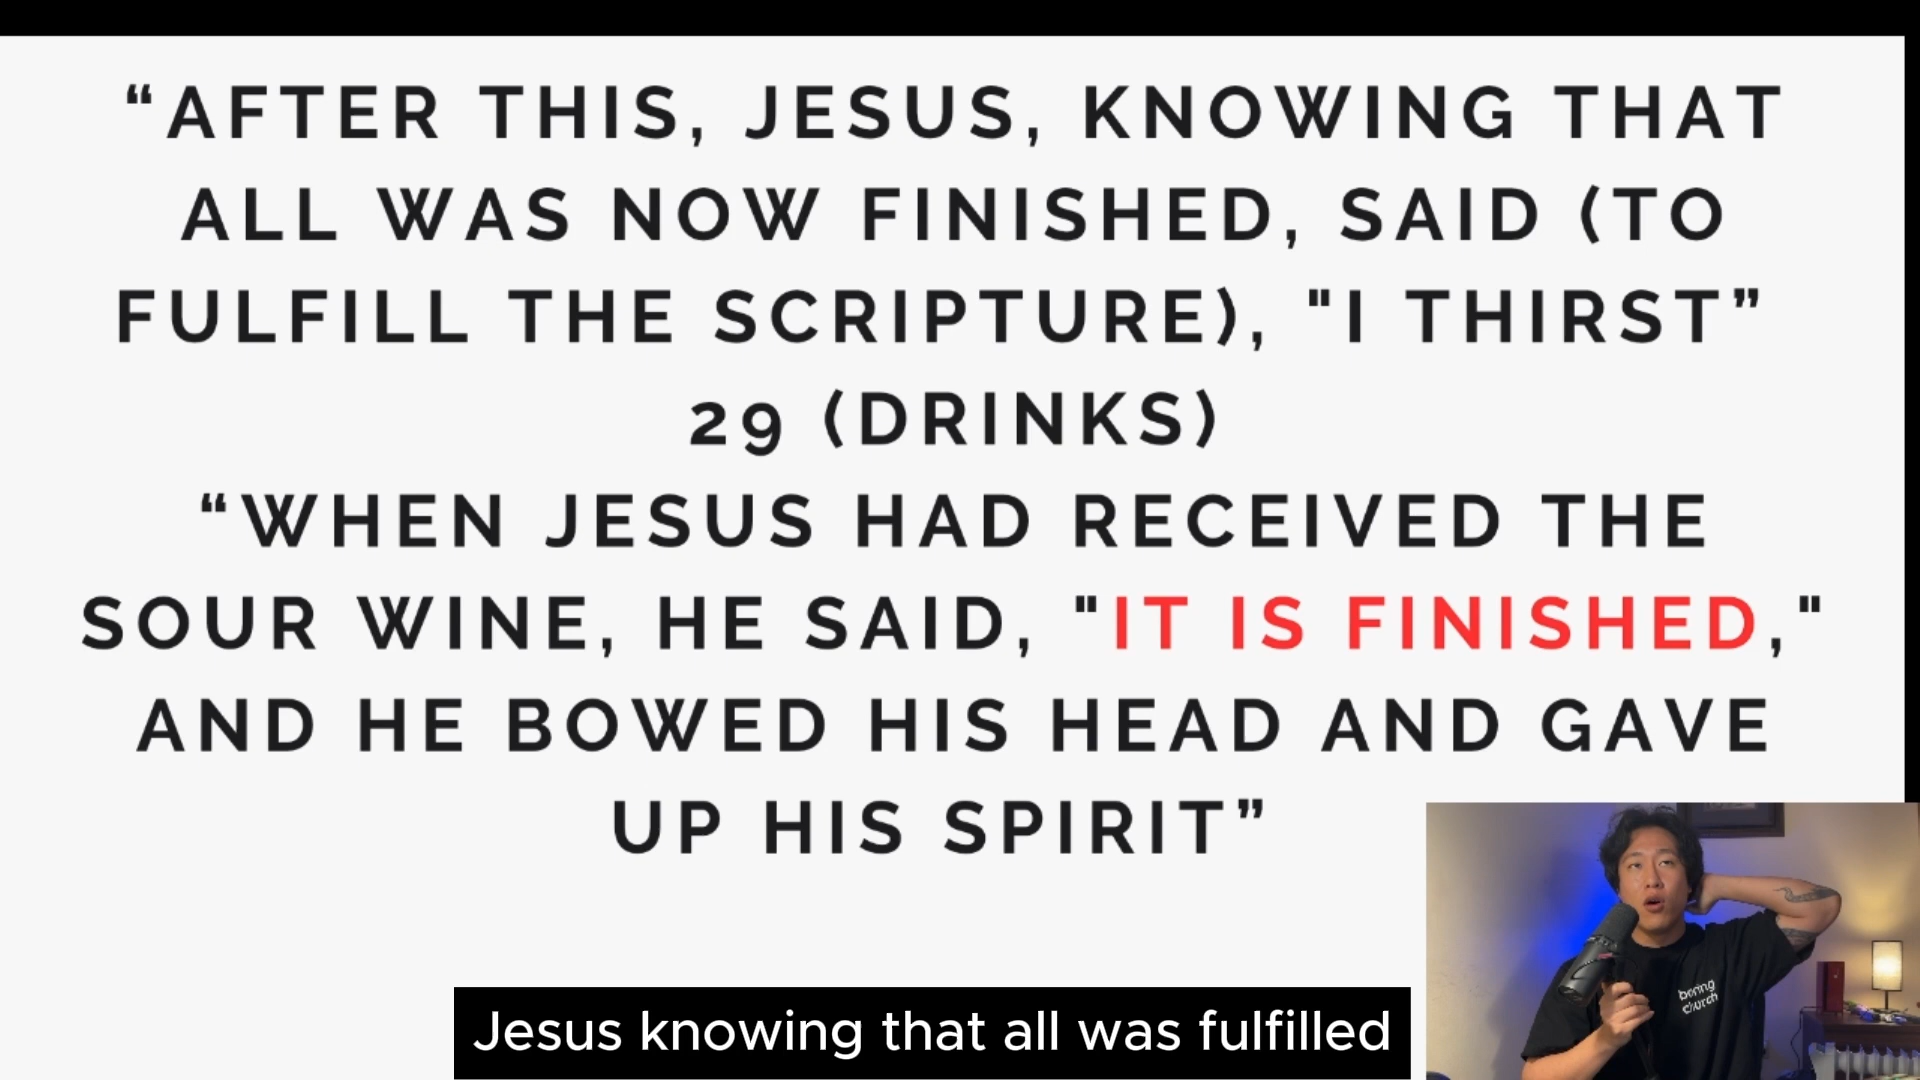 “AFTER THIS, JESUS, KNOWING THAT
ALL WAS NOW FINISHED, SAID (TO
FULFILL THE SCRIPTURE), "I THIRST”
29 (DRINKS)
“WHEN JESUS HAD RECEIVED THE
SOUR WINE, HE SAID, "IT IS FINISHED,"
AND HE BOWED HIS HEAD AND GAVE
UP HIS SPIRIT”
boring
church
Jesus knowing that all was fulfilled